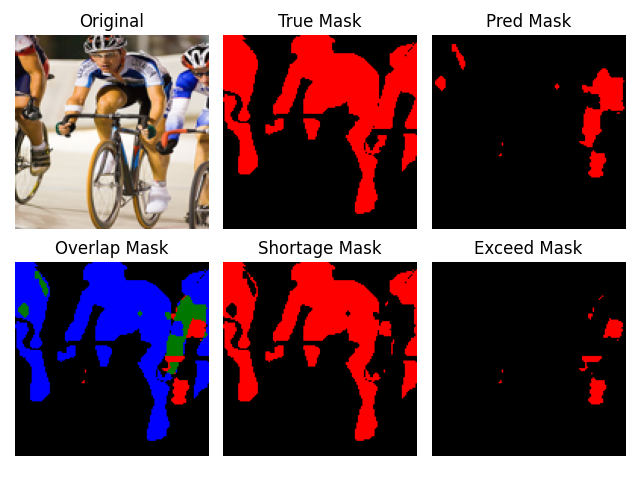 Original
True Mask
Pred Mask
Overlap Mask
Shortage Mask
Exceed Mask